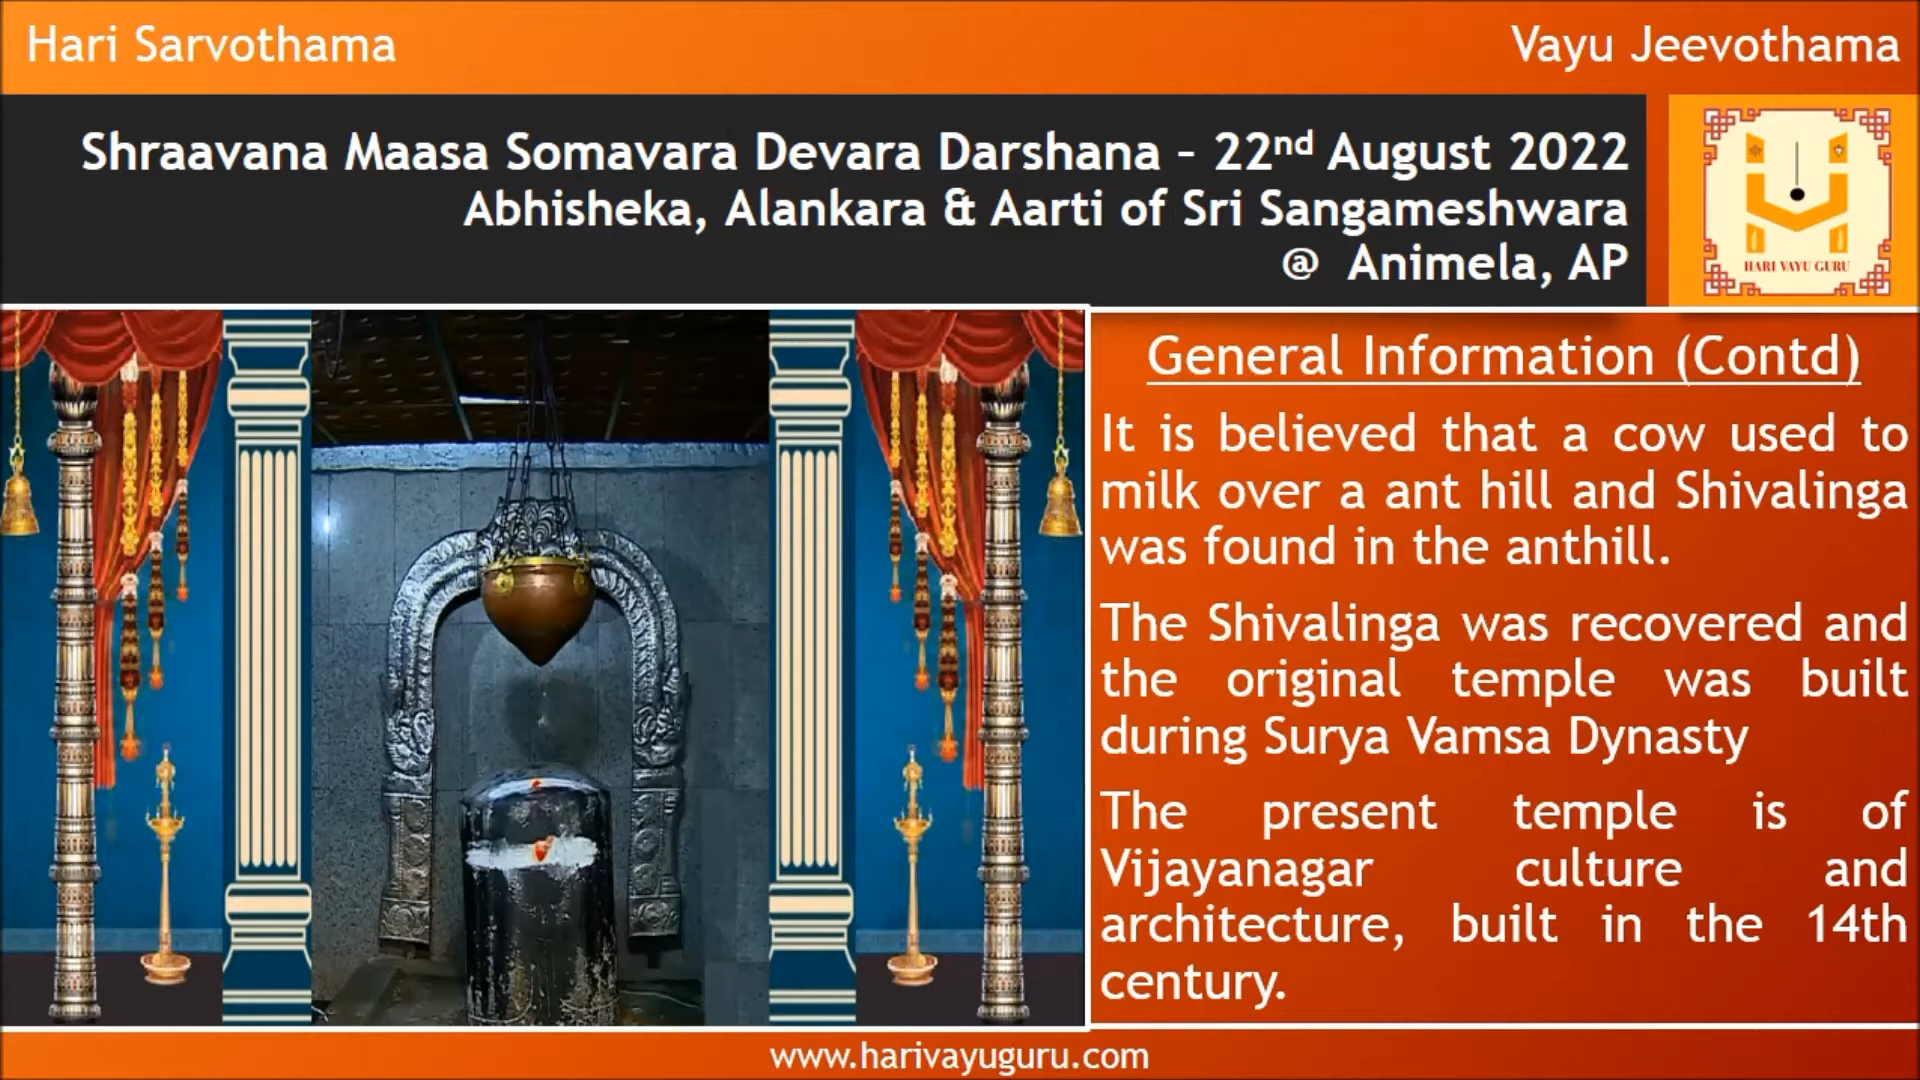 Hari Sarvothama
Vayu Jeevothama
Shraavana Maasa Somavara Devara Darshana – 22nd August 2022
Abhisheka, Alankara & Aarti of Sri Sangameshwara
@ Animela, AP
HARI VAYU GURU
General Information (Contd)
It is believed that a cow used to
milk over a ant hill and Shivalinga
was found in the anthill.
The Shivalinga was recovered and
the original temple was built
during Surya Vamsa Dynasty
The present temple is of
Vijayanagar culture and
architecture, built in the 14th
century.
www.harivayuguru.com